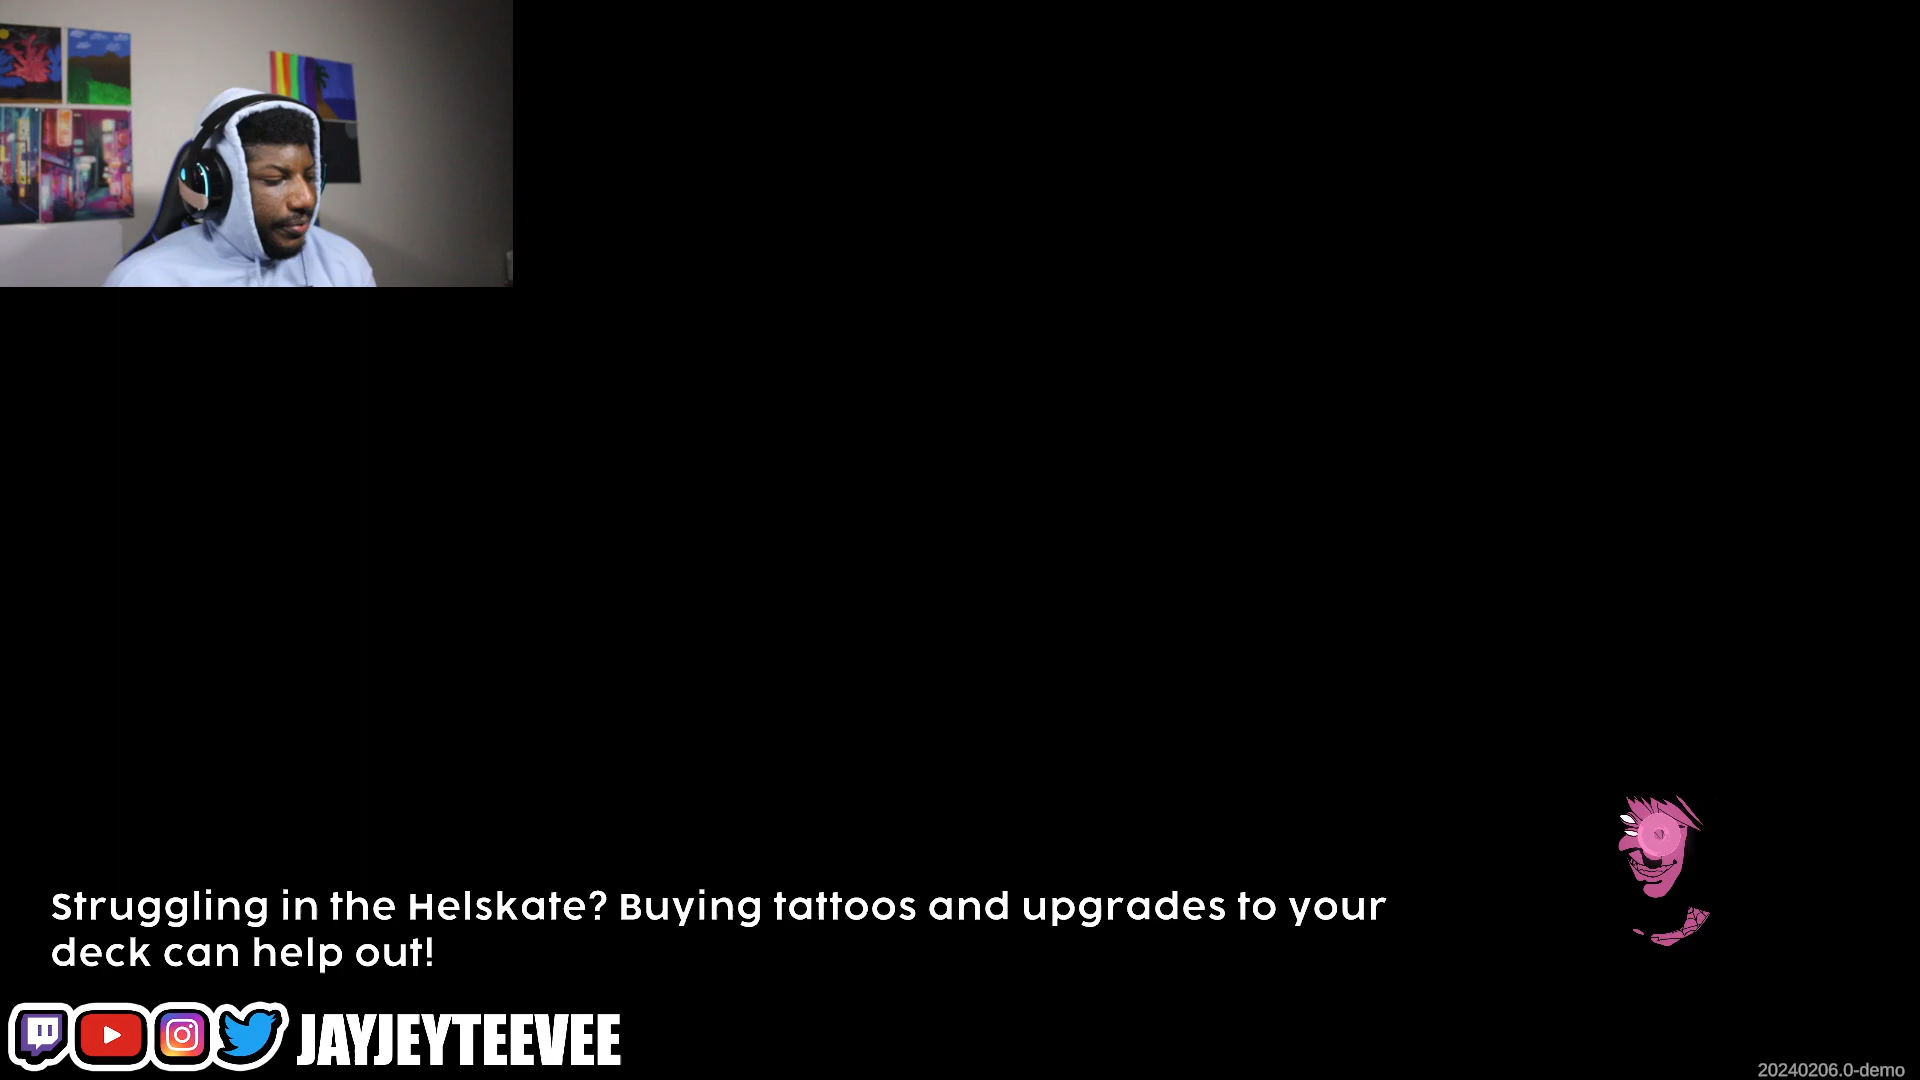 Struggling in the Helskate? Buying tattoos and upgrades to your
deck can help out!
JAYJEYTEEVEE
20240206.0-demo